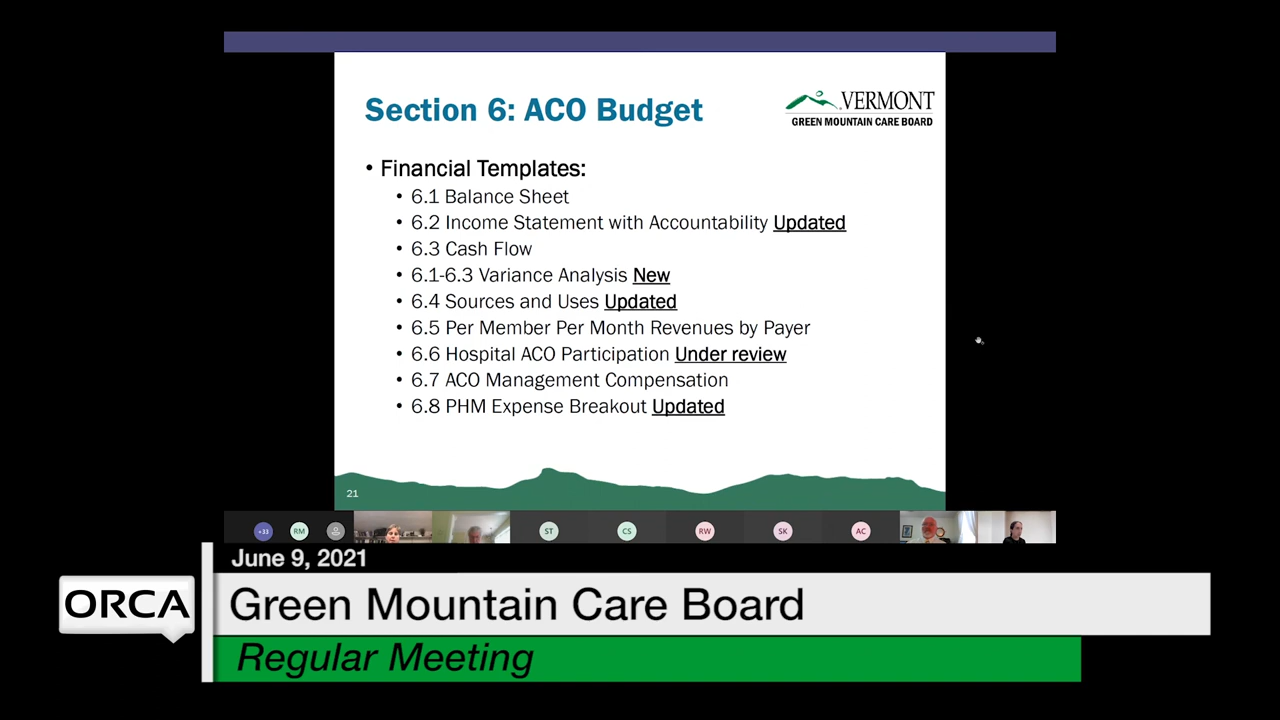 Section 6: ACO Budget
VERMONT
GREEN MOUNTAIN CARE BOARD
• Financial Templates:
• 6.1 Balance Sheet
• 6.2 Income Statement with Accountability Updated
• 6.3 Cash Flow
• 6.1-6.3 Variance Analysis New
• 6.4 Sources and Uses Updated
• 6.5 Per Member Per Month Revenues by Payer
• 6.6 Hospital ACO Participation Under review
• 6.7 ACO Management Compensation
• 6.8 PHM Expense Breakout Updated
21
+33 RM ST CS RW SK AC
June 9, 2021
ORCA
Green Mountain Care Board
Regular Meeting